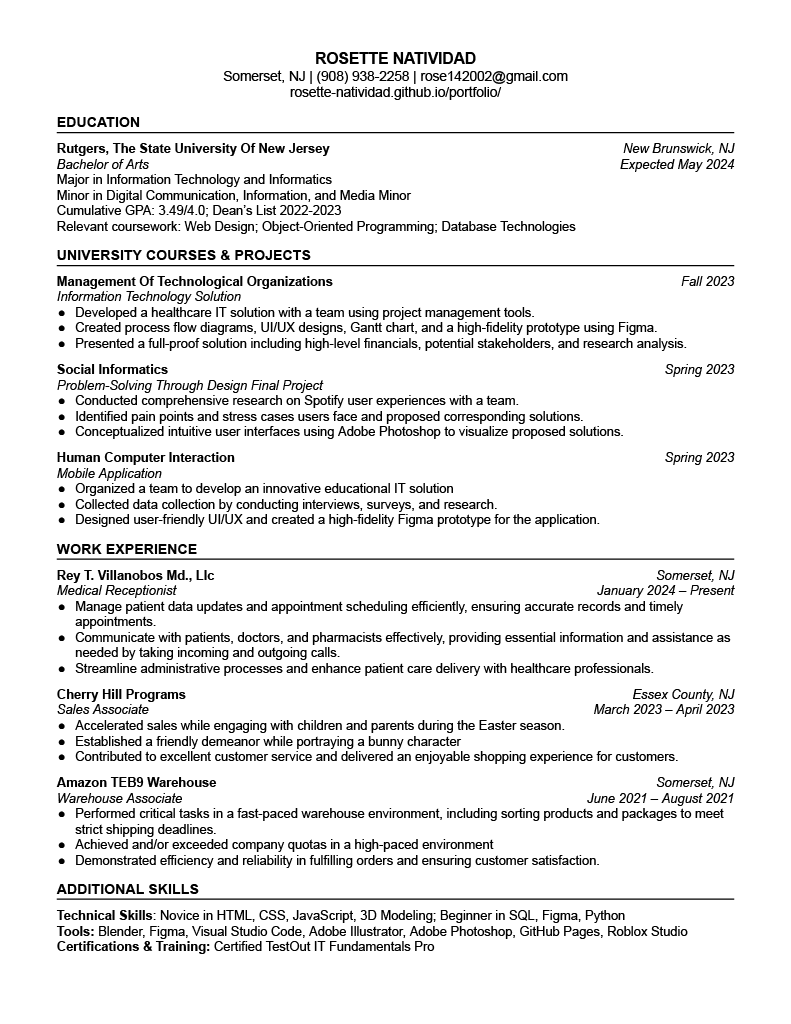 ROSETTE NATIVIDAD
Somerset, NJ | (908) 938-2258 | rose142002@gmail.com
rosette-natividad.github.io/portfolio/
EDUCATION
Rutgers, The State University Of New Jersey New Brunswick, NJ
Bachelor of Arts Expected May 2024
Major in Information Technology and Informatics
Minor in Digital Communication, Information, and Media Minor
Cumulative GPA: 3.49/4.0; Dean's List 2022-2023
Relevant coursework: Web Design; Object-Oriented Programming; Database Technologies
UNIVERSITY COURSES & PROJECTS
Management Of Technological Organizations Fall 2023
Information Technology Solution
● Developed a healthcare IT solution with a team using project management tools.
● Created process flow diagrams, UI/UX designs, Gantt chart, and a high-fidelity prototype using Figma.
● Presented a full-proof solution including high-level financials, potential stakeholders, and research analysis.
Social Informatics Spring 2023
Problem-Solving Through Design Final Project
● Conducted comprehensive research on Spotify user experiences with a team.
● Identified pain points and stress cases users face and proposed corresponding solutions.
● Conceptualized intuitive user interfaces using Adobe Photoshop to visualize proposed solutions.
Human Computer Interaction Spring 2023
Mobile Application
● Organized a team to develop an innovative educational IT solution
● Collected data collection by conducting interviews, surveys, and research.
● Designed user-friendly UI/UX and created a high-fidelity Figma prototype for the application.
WORK EXPERIENCE
Rey T. Villanobos Md., Llc Somerset, NJ
Medical Receptionist January 2024 – Present
● Manage patient data updates and appointment scheduling efficiently, ensuring accurate records and timely
appointments.
● Communicate with patients, doctors, and pharmacists effectively, providing essential information and assistance as
needed by taking incoming and outgoing calls.
● Streamline administrative processes and enhance patient care delivery with healthcare professionals.
Cherry Hill Programs Essex County, NJ
Sales Associate March 2023 – April 2023
● Accelerated sales while engaging with children and parents during the Easter season.
● Established a friendly demeanor while portraying a bunny character
● Contributed to excellent customer service and delivered an enjoyable shopping experience for customers.
Amazon TEB9 Warehouse Somerset, NJ
Warehouse Associate June 2021 – August 2021
● Performed critical tasks in a fast-paced warehouse environment, including sorting products and packages to meet
strict shipping deadlines.
● Achieved and/or exceeded company quotas in a high-paced environment
● Demonstrated efficiency and reliability in fulfilling orders and ensuring customer satisfaction.
ADDITIONAL SKILLS
Technical Skills: Novice in HTML, CSS, JavaScript, 3D Modeling; Beginner in SQL, Figma, Python
Tools: Blender, Figma, Visual Studio Code, Adobe Illustrator, Adobe Photoshop, GitHub Pages, Roblox Studio
Certifications & Training: Certified TestOut IT Fundamentals Pro